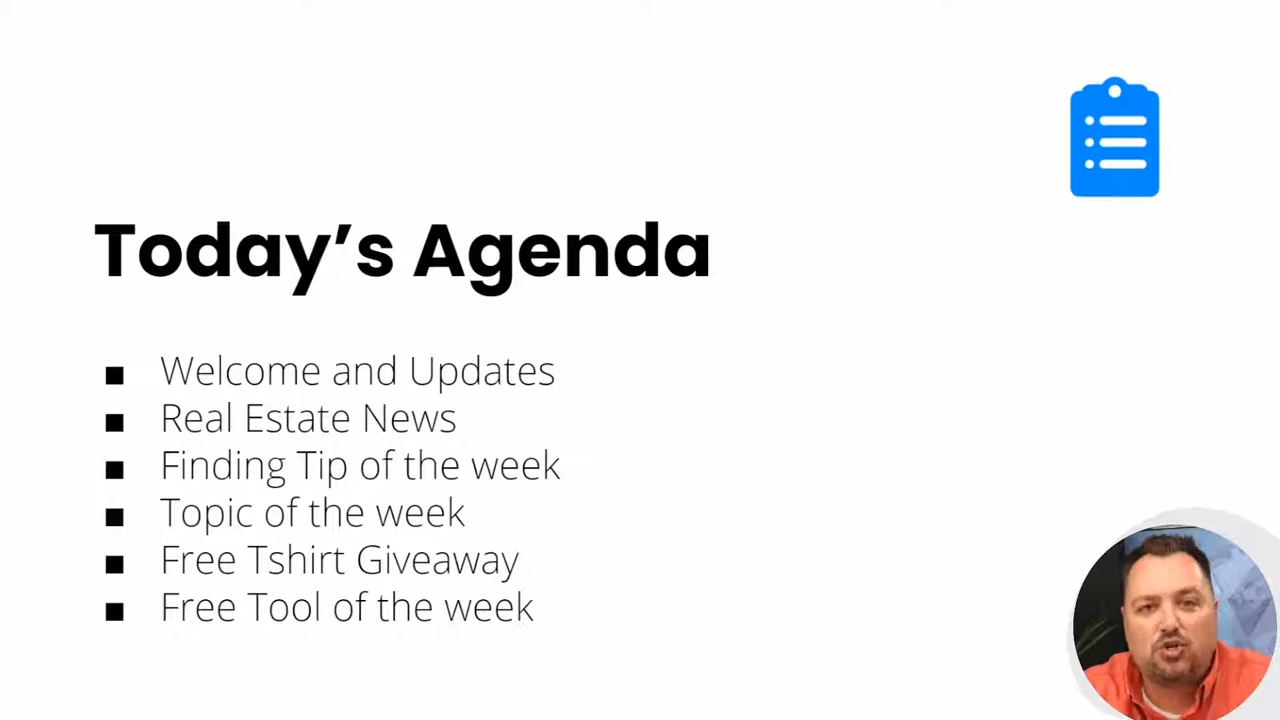 Today’s Agenda
Welcome and Updates
Real Estate News
Finding Tip of the week
Topic of the week
Free Tshirt Giveaway
Free Tool of the week